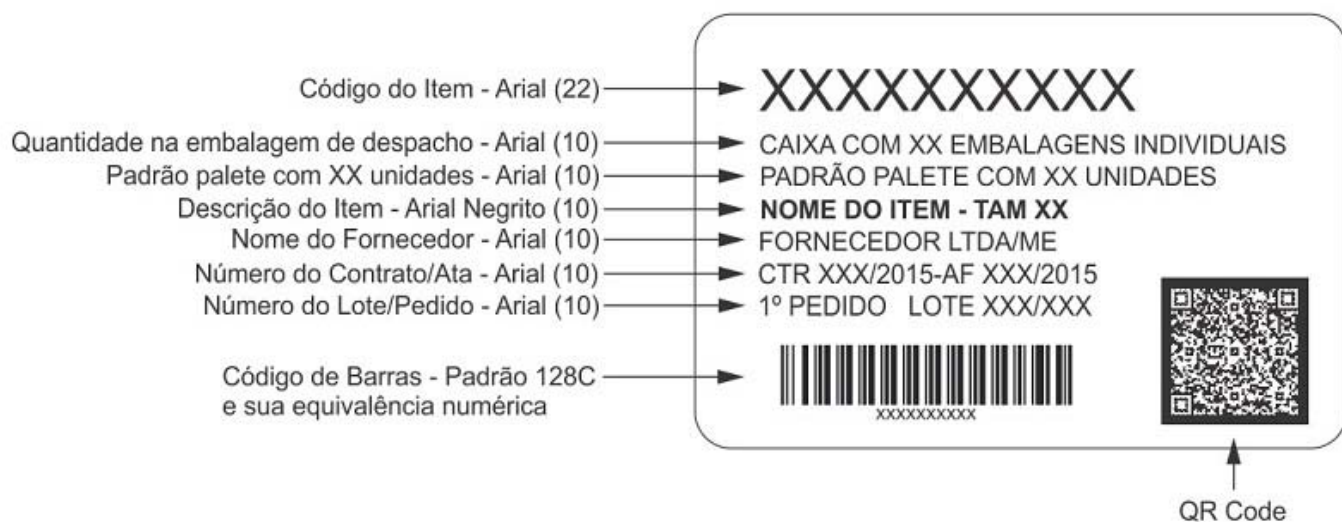 Código do Item - Arial (22)
XXXXXXXXXX
Quantidade na embalagem de despacho - Arial (10)
CAIXA COM XX EMBALAGENS INDIVIDUAIS
Padrão palete com XX unidades - Arial (10)
PADRÃO PALETE COM XX UNIDADES
Descrição do Item - Arial Negrito (10)
NOME DO ITEM - TAM XX
Nome do Fornecedor - Arial (10)
FORNECEDOR LTDA/ME
Número do Contrato/Ata - Arial (10)
CTR XXX/2015-AF XXX/2015
Número do Lote/Pedido - Arial (10)
1º PEDIDO LOTE XXX/XXX
Código de Barras - Padrão 128C
e sua equivalência numérica
XXXXXXXXXX
QR Code